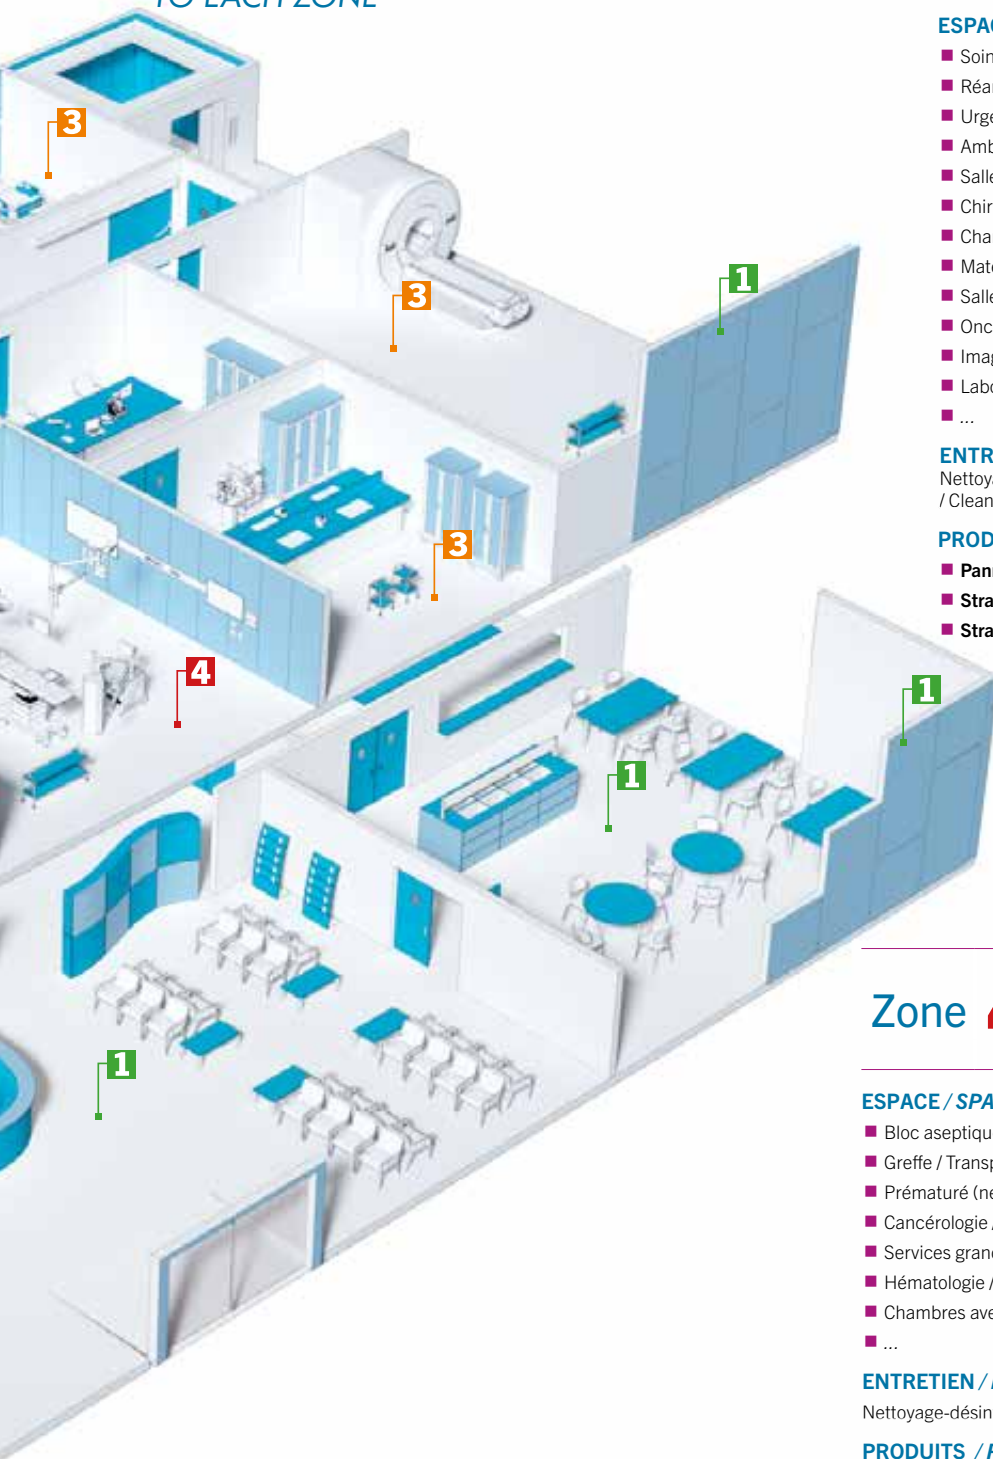 TO EACH ZONE
3
3
1
3
4
1
1
1
ESPAC
Soin
Réa
Urge
Amb
Salle
Chir
Cha
Mat
Salle
Onc
Imag
Labo
...
ENTR
Nettoy
/ Clean
PROD
Pan
Stra
Stra
Zone
ESPACE / SPA
Bloc aseptiqu
Greffe / Transp
Prématuré (né
Cancérologie /
Services gran
Hématologie /
Chambres ave
...
ENTRETIEN /
Nettoyage-désin
PRODUITS /